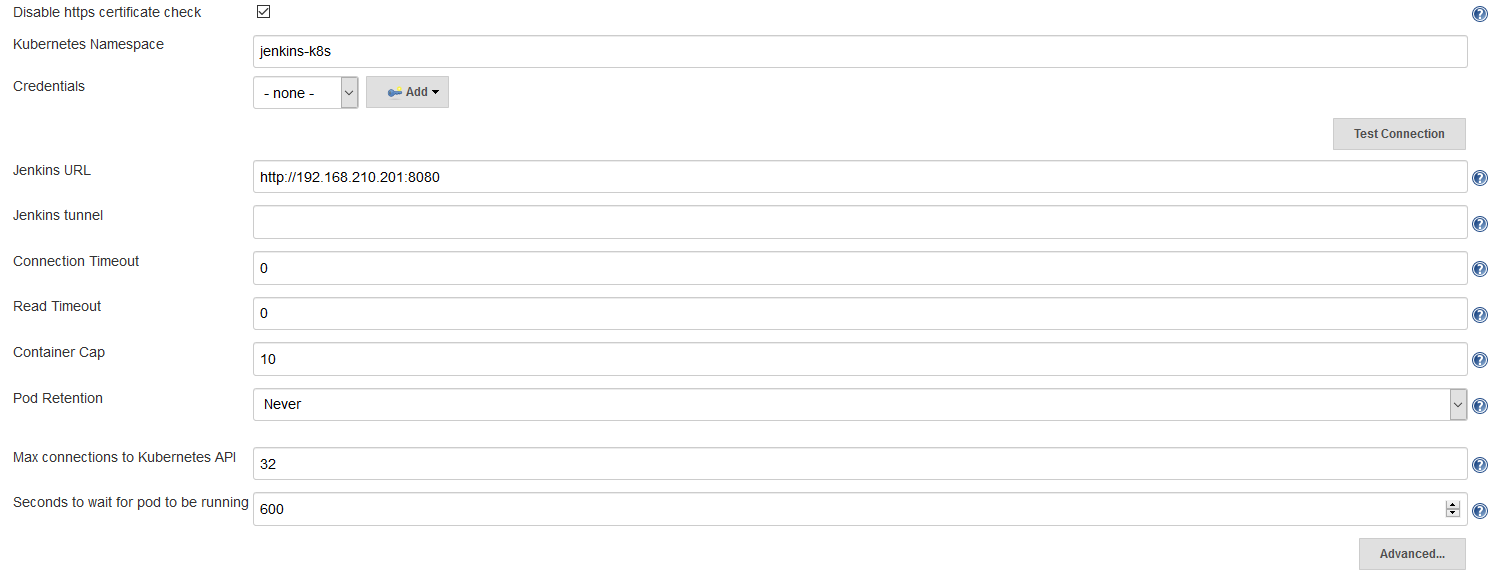 Disable https certificate check
Kubernetes Namespace
jenkins-k8s
Credentials
- none -
Add
Test Connection
Jenkins URL
http://192.168.210.201:8080
Jenkins tunnel
Connection Timeout
0
Read Timeout
0
Container Cap
10
Pod Retention
Never
Max connections to Kubernetes API
32
Seconds to wait for pod to be running
600
Advanced...